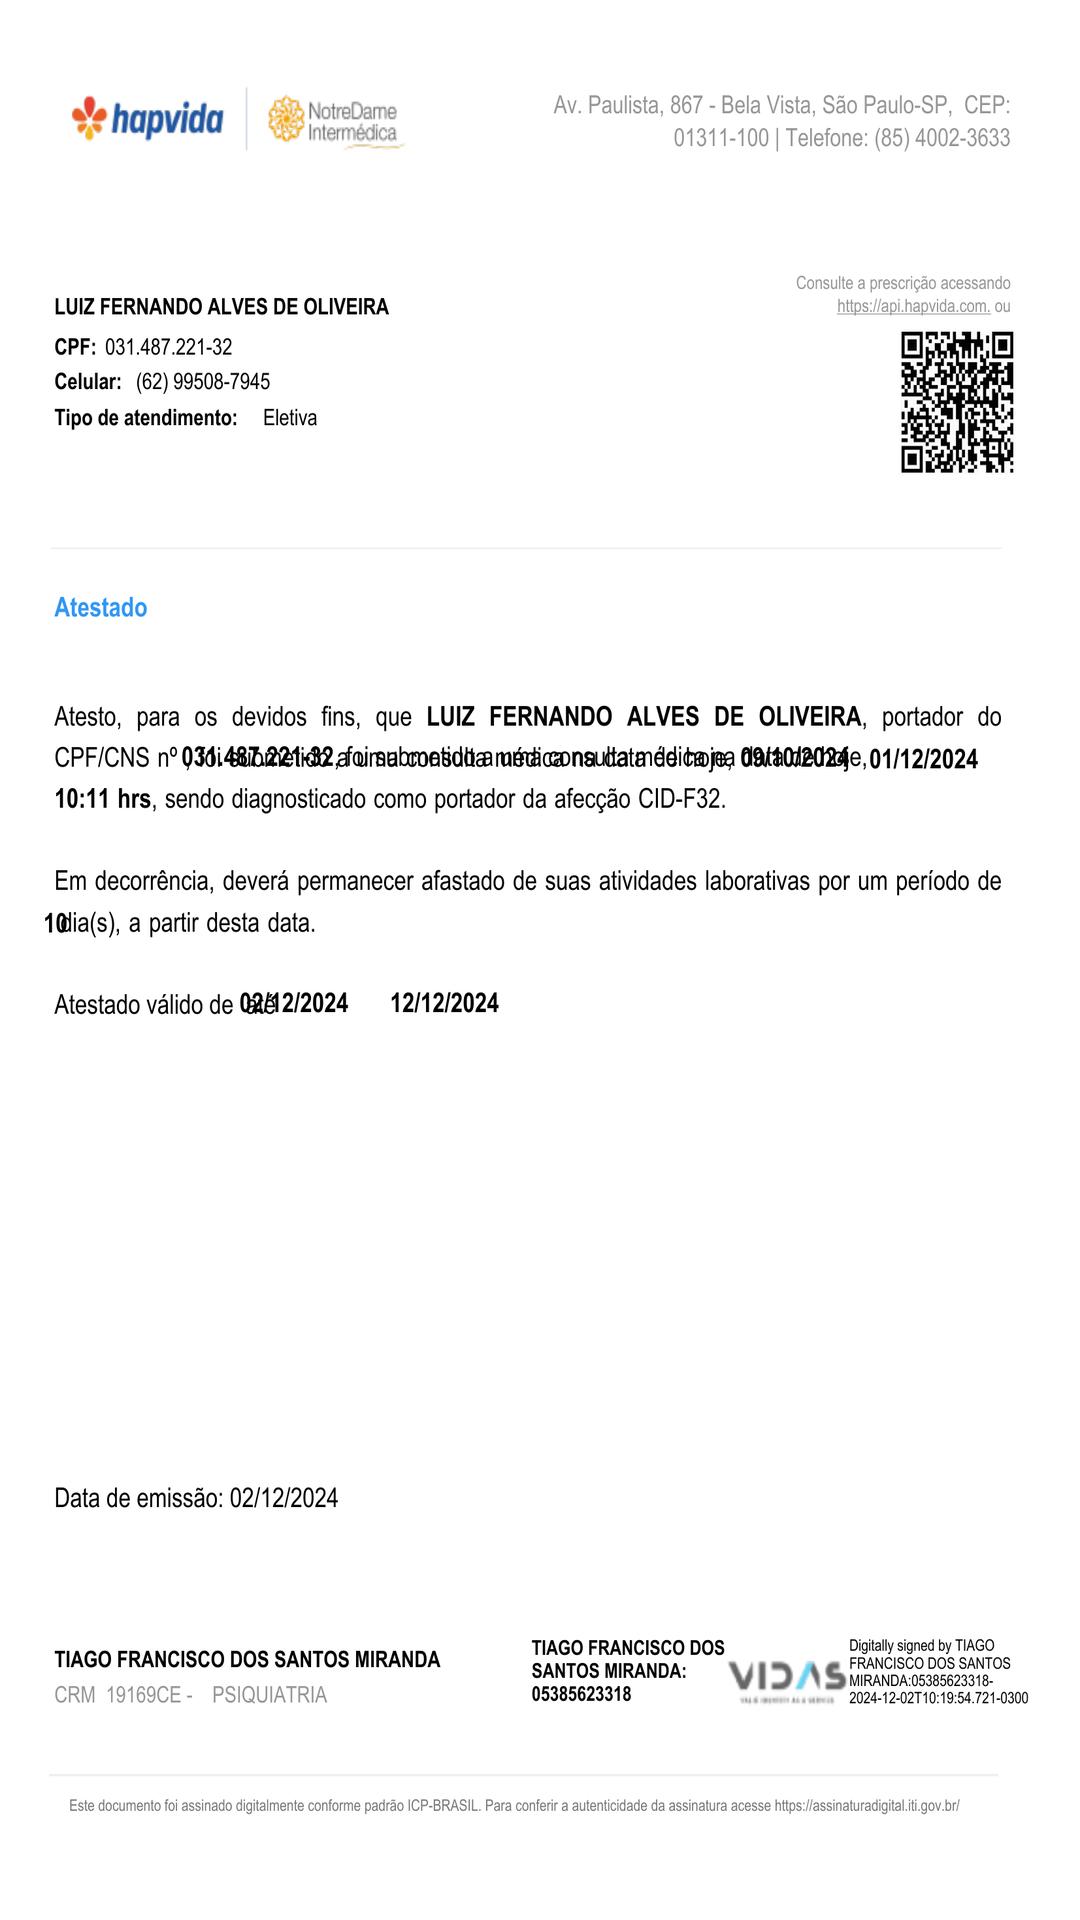 hapvida
NotreDame
Intermédica
Av. Paulista, 867 - Bela Vista, São Paulo-SP, CEP:
01311-100 | Telefone: (85) 4002-3633
Consulte a prescrição acessando
https://api.hapvida.com. ou
LUIZ FERNANDO ALVES DE OLIVEIRA
CPF: 031.487.221-32
Celular: (62) 99508-7945
Tipo de atendimento: Eletiva
Atestado
Atesto, para os devidos fins, que LUIZ FERNANDO ALVES DE OLIVEIRA, portador do
CPF/CNS nº 031.487.221-32, foi submetido a uma consulta médica na data de hoje, 09/10/2024 01/12/2024
10:11 hrs, sendo diagnosticado como portador da afecção CID-F32.
Em decorrência, deverá permanecer afastado de suas atividades laborativas por um período de
10 dia(s), a partir desta data.
Atestado válido de 02/12/2024 até 12/12/2024
Data de emissão: 02/12/2024
TIAGO FRANCISCO DOS SANTOS MIRANDA
CRM 19169CE - PSIQUIATRIA
TIAGO FRANCISCO DOS
SANTOS MIRANDA:
05385623318
VIDAS
Digitally signed by TIAGO
FRANCISCO DOS SANTOS
MIRANDA:05385623318-
2024-12-02T10:19:54.721-0300
Este documento foi assinado digitalmente conforme padrão ICP-BRASIL. Para conferir a autenticidade da assinatura acesse https://assinaturadigital.iti.gov.br/